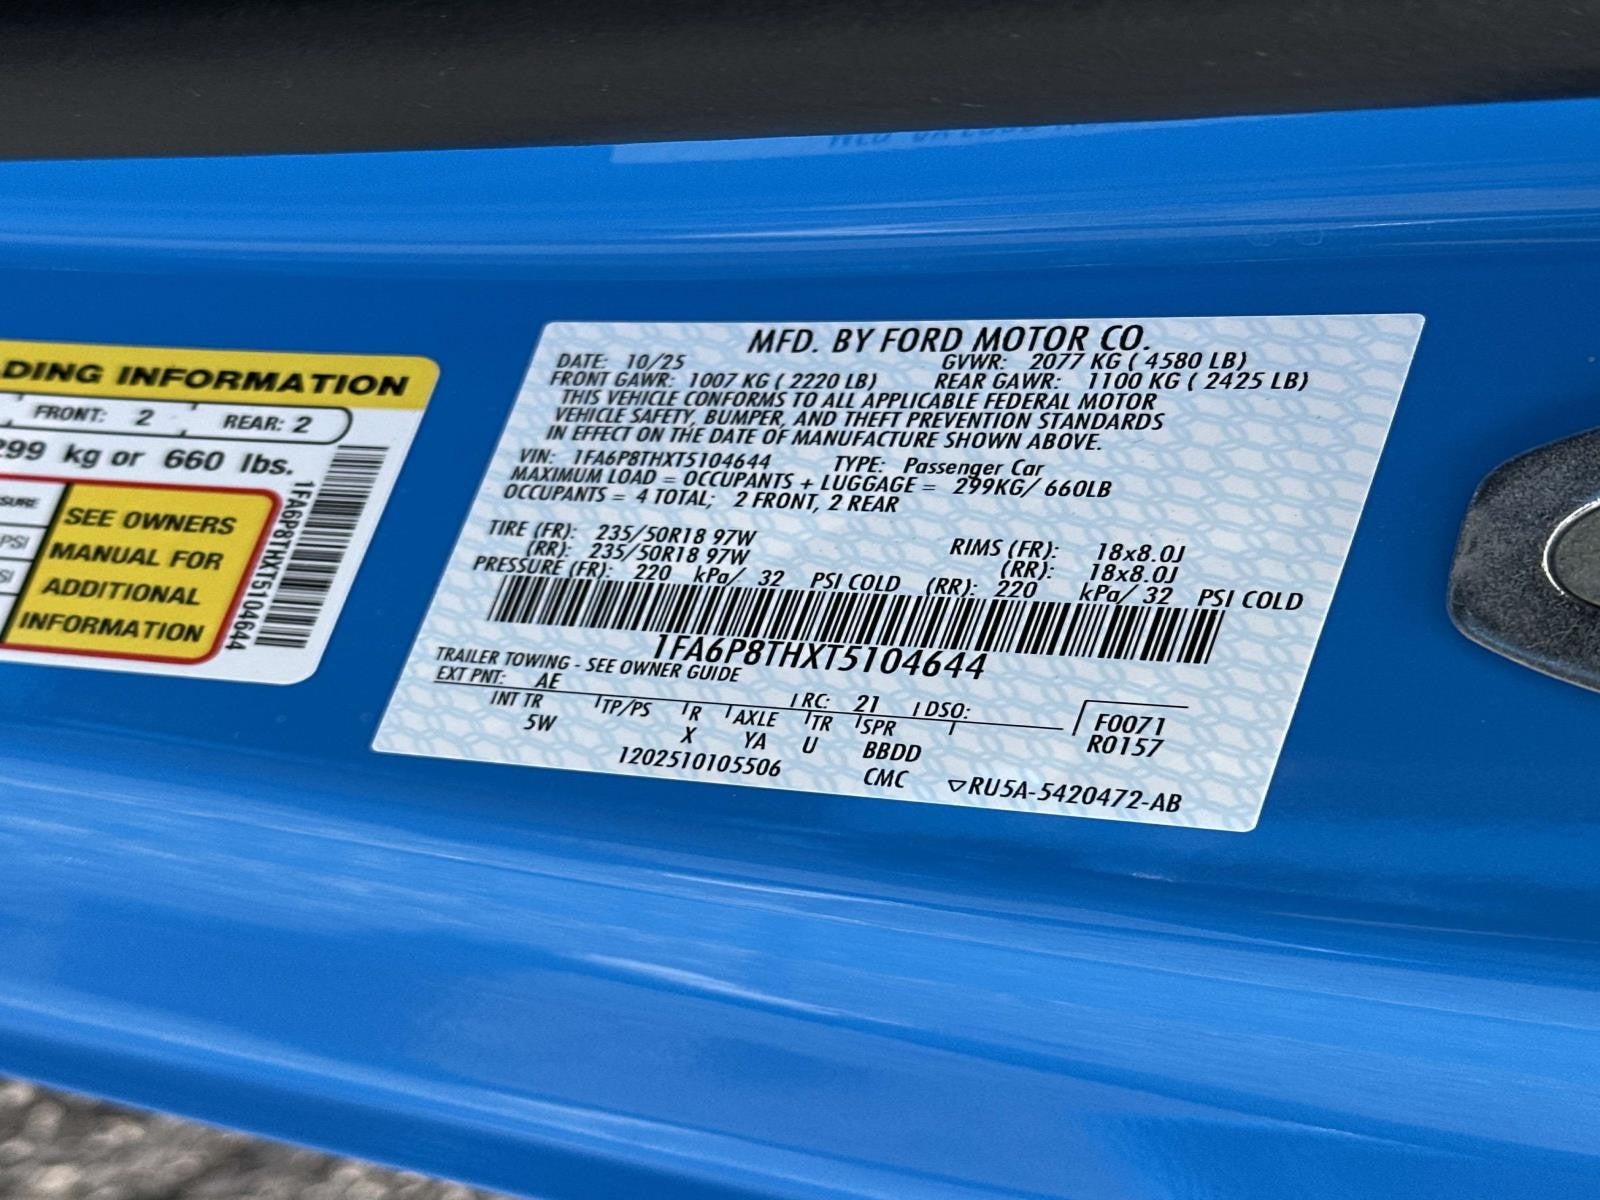 DING INFORMATION
FRONT: 2 REAR: 2
299 kg or 660 lbs.
SURE
PSI
SI
SEE OWNERS
MANUAL FOR
ADDITIONAL
INFORMATION
1FA6P8THXT5104644
MFD. BY FORD MOTOR CO.
DATE: 10/25 GVWR: 2077 KG ( 4580 LB)
FRONT GAWR: 1007 KG ( 2220 LB) REAR GAWR: 1100 KG ( 2425 LB)
THIS VEHICLE CONFORMS TO ALL APPLICABLE FEDERAL MOTOR
VEHICLE SAFETY, BUMPER, AND THEFT PREVENTION STANDARDS
IN EFFECT ON THE DATE OF MANUFACTURE SHOWN ABOVE.
VIN: 1FA6P8THXT5104644 TYPE: Passenger Car
MAXIMUM LOAD = OCCUPANTS + LUGGAGE = 299KG/ 660LB
OCCUPANTS = 4 TOTAL; 2 FRONT, 2 REAR
TIRE (FR): 235/50R18 97W RIMS (FR): 18x8.0J
(RR): 235/50R18 97W (RR): 18x8.0J
PRESSURE (FR): 220 kPa/ 32 PSI COLD (RR): 220 kPa/ 32 PSI COLD
1FA6P8THXT5104644
TRAILER TOWING - SEE OWNER GUIDE
EXT PNT: AE RC: 21 DSO: F0071
INT TR TP/PS R AXLE TR SPR R0157
5W X YA U BBDD
1202510105506 CMC ▽RU5A-5420472-AB